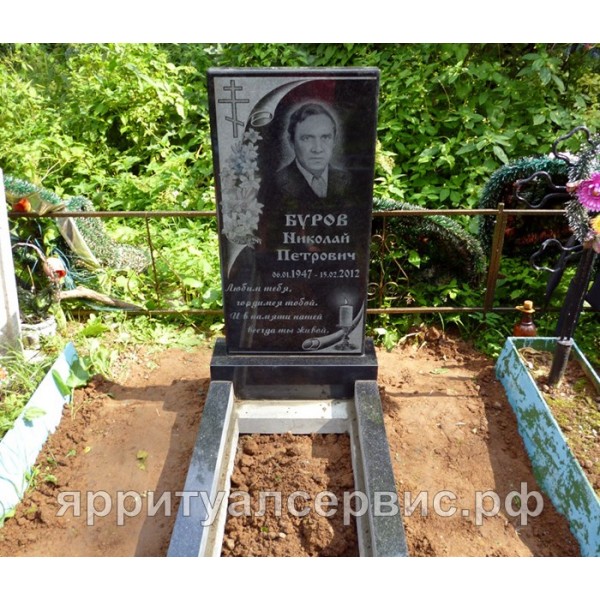 БУРОВ
Николай
Петрович
06.01.1947 - 15.02.2012
Любим тебя,
гордимся тобой.
И в памяти нашей
всегда ты живой.
ярритуалсервис.рф